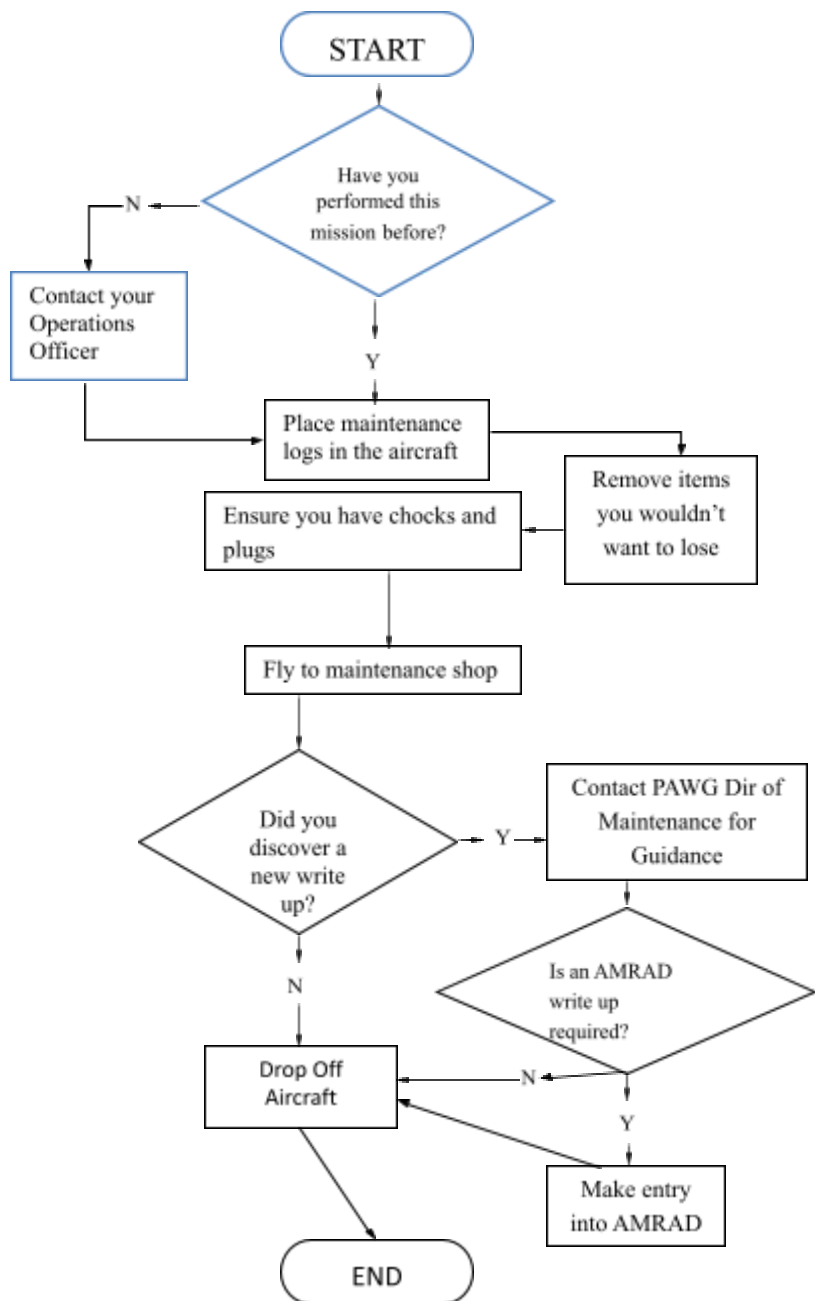 START
Have you
performed this
mission before?
N
Contact your
Operations
Officer
Y
Place maintenance
logs in the aircraft
Remove items
you wouldn’t
want to lose
Ensure you have chocks and
plugs
Fly to maintenance shop
Did you
discover a
new write
up?
Y
Contact PAWG Dir of
Maintenance for
Guidance
Is an AMRAD
write up
required?
N
N
Y
Drop Off
Aircraft
Make entry
into AMRAD
END